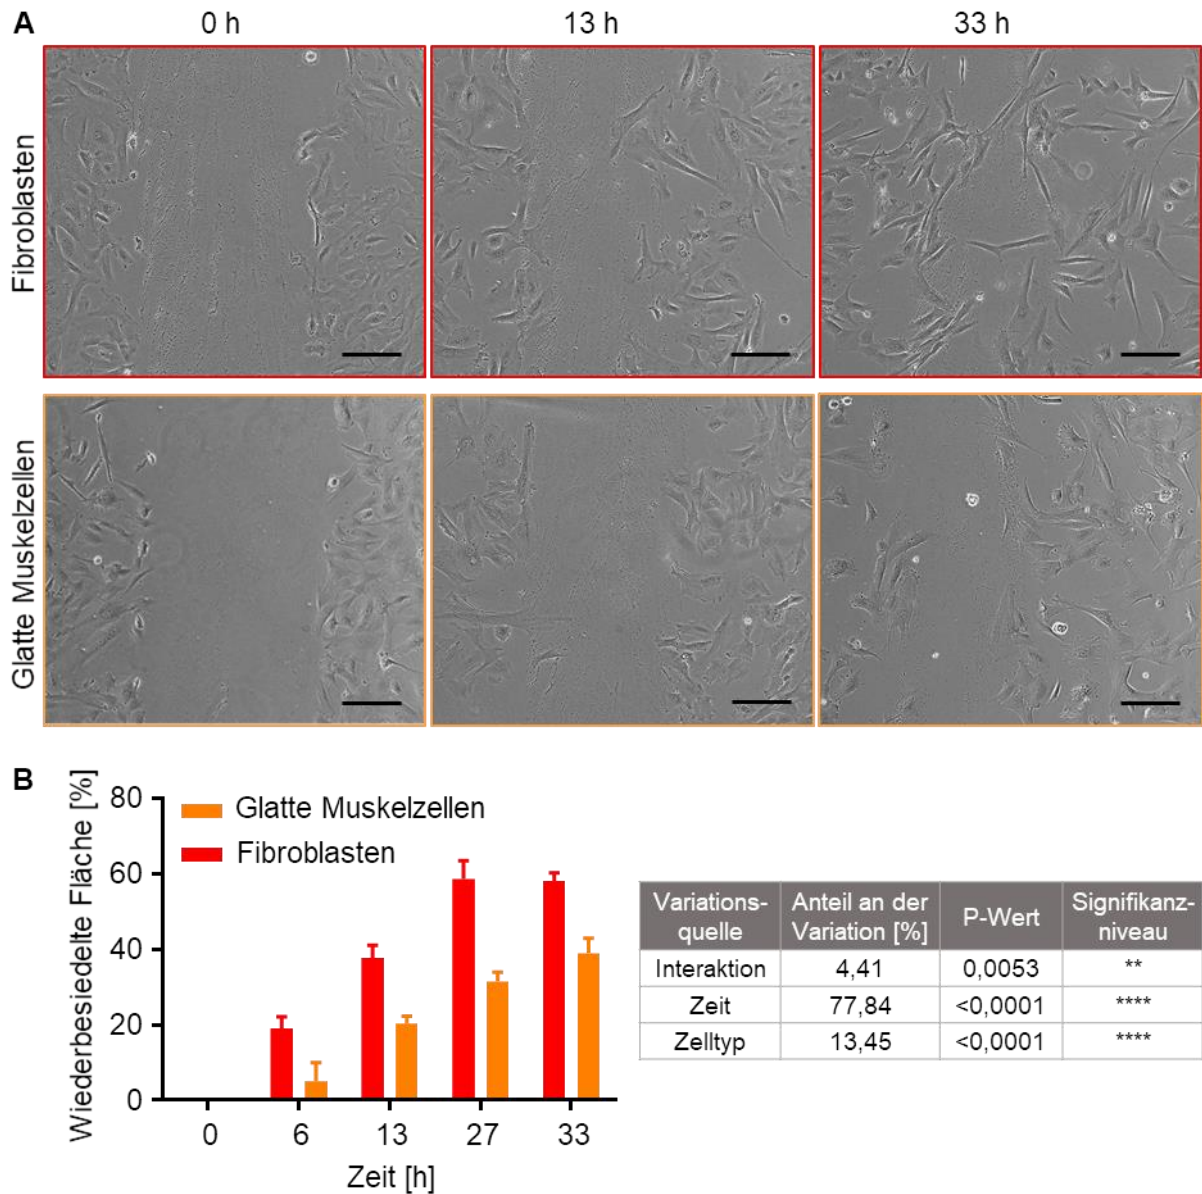 A
0 h
13 h
33 h
Fibroblasten
Glatte Muskelzellen
B
Wiederbesiedelte Fläche [%]
80
60
40
20
0
Glatte Muskelzellen
Fibroblasten
0
6
13
27
33
Zeit [h]
Variations-
quelle
Anteil an der
Variation [%]
P-Wert
Signifikanz-
niveau
Interaktion
4,41
0,0053
**
Zeit
77,84
<0,0001
****
Zelltyp
13,45
<0,0001
****